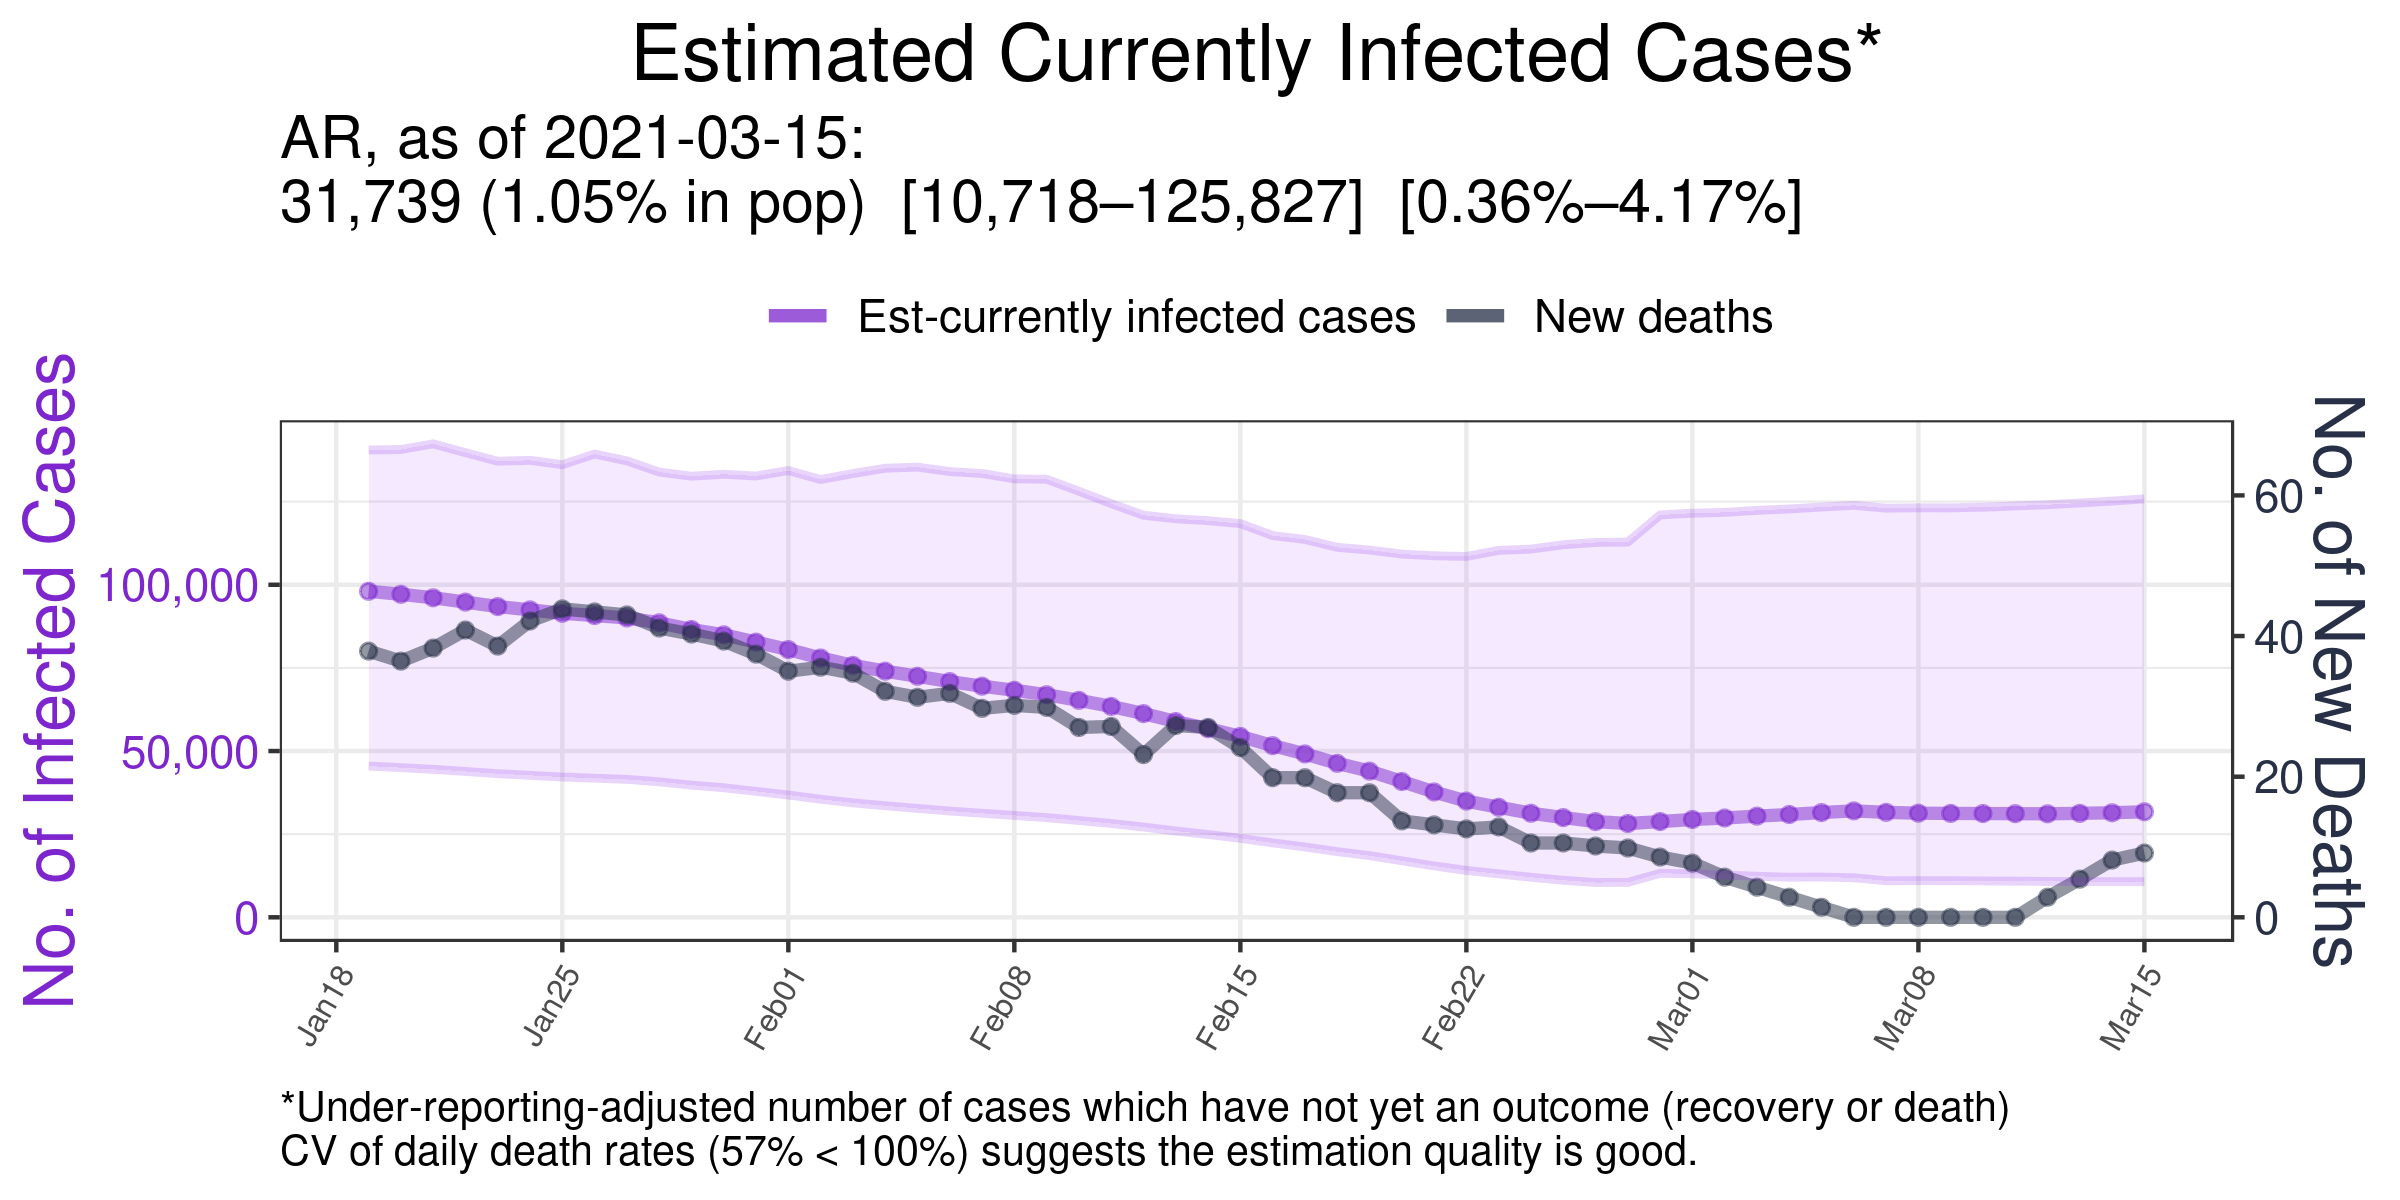 Estimated Currently Infected Cases*
AR, as of 2021-03-15:
31,739 (1.05% in pop) [10,718–125,827] [0.36%–4.17%]
Est-currently infected cases
New deaths
No. of Infected Cases
100,000
50,000
0
No. of New Deaths
60
40
20
0
Jan18
Jan25
Feb01
Feb08
Feb15
Feb22
Mar01
Mar08
Mar15
*Under-reporting-adjusted number of cases which have not yet an outcome (recovery or death)
CV of daily death rates (57% < 100%) suggests the estimation quality is good.